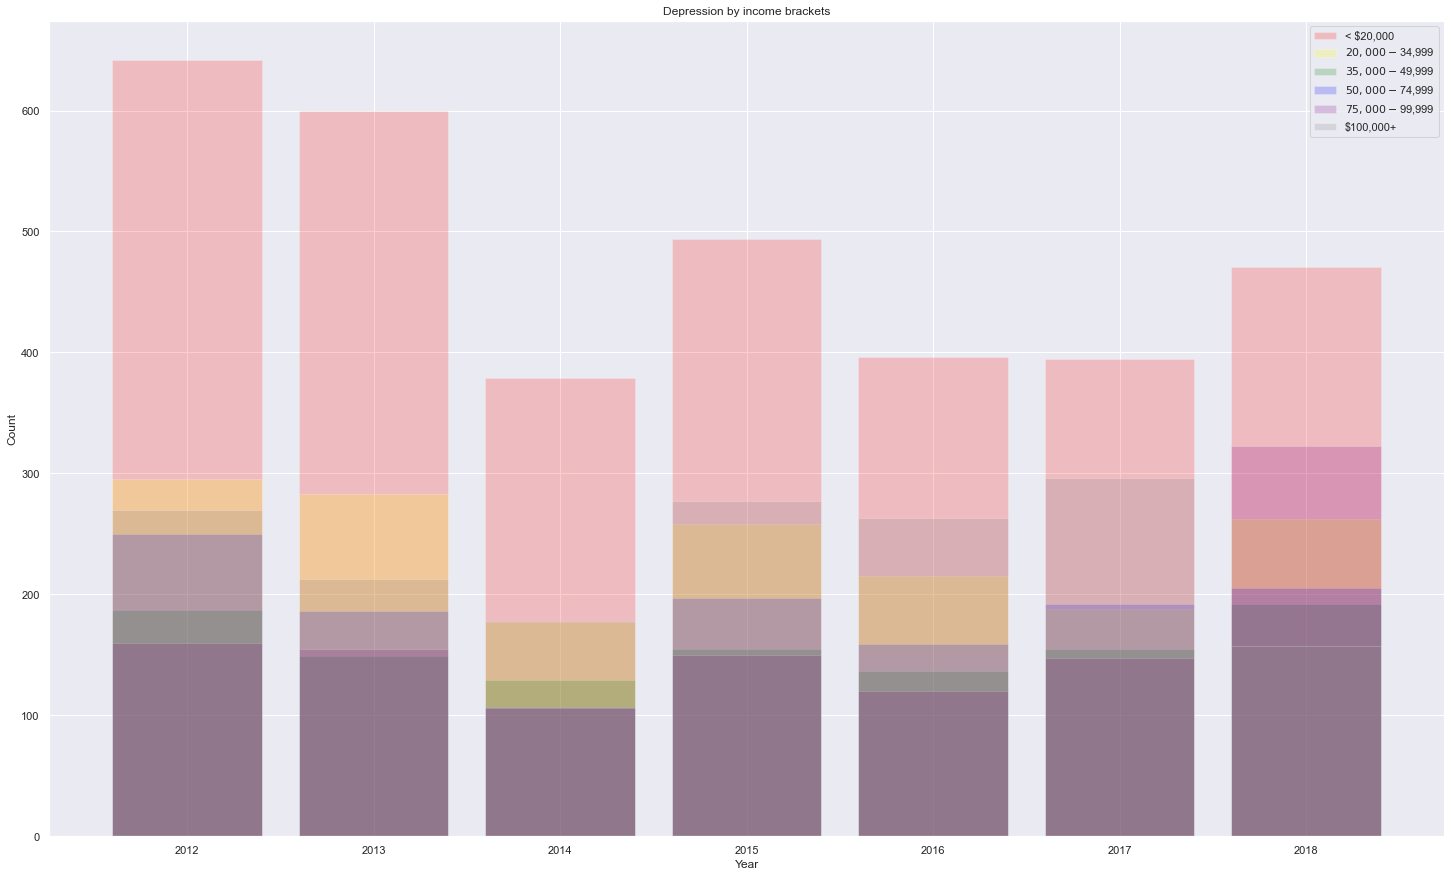 Depression by income brackets
< $20,000
20, 000 − 34,999
35, 000 − 49,999
50, 000 − 74,999
75, 000 − 99,999
$100,000+
600
500
400
300
200
100
0
Count
2012 2013 2014 2015 2016 2017 2018
Year